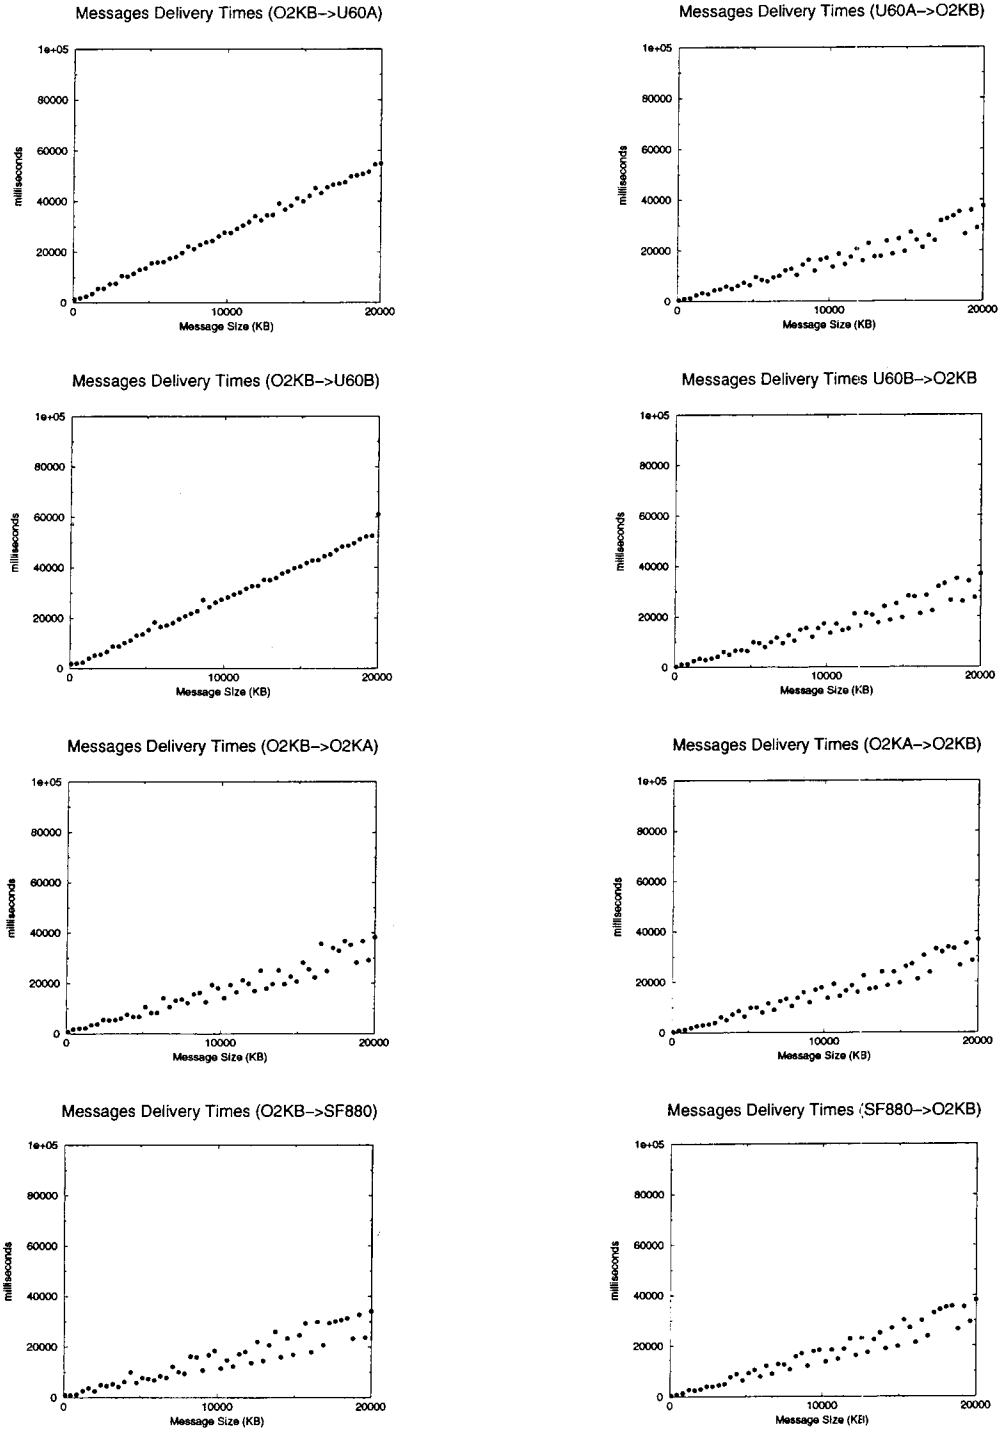 Messages Delivery Times (O2KB->U60A)
1e+05
80000
60000
40000
20000
0
milliseconds
0 10000 20000
Message Size (KB)
Messages Delivery Times (U60A->O2KB)
1e+05
80000
60000
40000
20000
0
milliseconds
0 10000 20000
Message Size (KB)
Messages Delivery Times (O2KB->U60B)
1e+05
80000
60000
40000
20000
0
milliseconds
0 10000 20000
Message Size (KB)
Messages Delivery Times U60B->O2KB
1e+05
80000
60000
40000
20000
0
milliseconds
0 10000 20000
Message Size (KB)
Messages Delivery Times (O2KB->O2KA)
1e+05
80000
60000
40000
20000
0
milliseconds
0 10000 20000
Message Size (KB)
Messages Delivery Times (O2KA->O2KB)
1e+05
80000
60000
40000
20000
0
milliseconds
0 10000 20000
Message Size (KB)
Messages Delivery Times (O2KB->SF880)
1e+05
80000
60000
40000
20000
0
milliseconds
0 10000 20000
Message Size (KB)
Messages Delivery Times (SF880->O2KB)
1e+05
80000
60000
40000
20000
0
milliseconds
0 10000 20000
Message Size (KB)